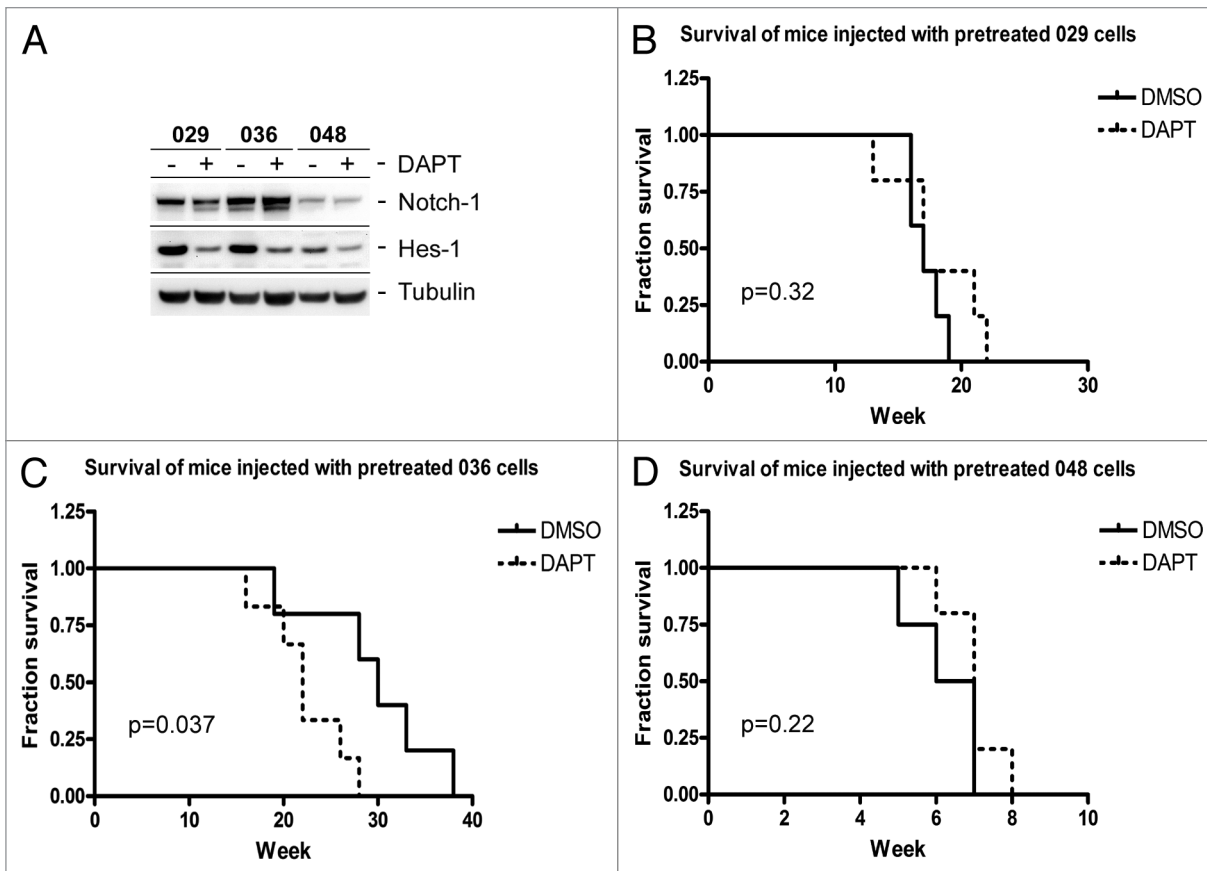 A
029 036 048
- + - + - + - DAPT
- Notch-1
- Hes-1
- Tubulin
B Survival of mice injected with pretreated 029 cells
1.25
1.00
0.75
0.50
0.25
0.00
Fraction survival
DMSO
DAPT
p=0.32
0 10 20 30
Week
C Survival of mice injected with pretreated 036 cells
1.25
1.00
0.75
0.50
0.25
0.00
Fraction survival
DMSO
DAPT
p=0.037
0 10 20 30 40
Week
D Survival of mice injected with pretreated 048 cells
1.25
1.00
0.75
0.50
0.25
0.00
Fraction survival
DMSO
DAPT
p=0.22
0 2 4 6 8 10
Week